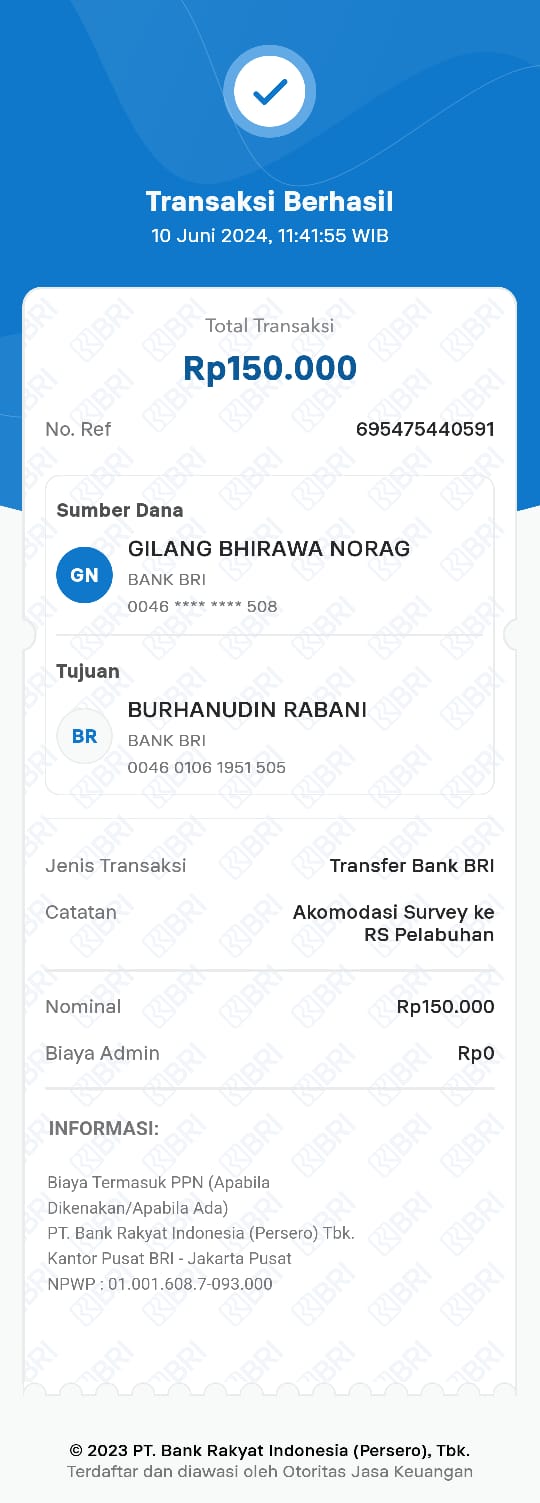 Transaksi Berhasil
10 Juni 2024, 11:41:55 WIB
Total Transaksi
Rp150.000
No. Ref 695475440591
Sumber Dana
GN
GILANG BHIRAWA NORAG
BANK BRI
0046 **** **** 508
Tujuan
BR
BURHANUDIN RABANI
BANK BRI
0046 0106 1951 505
Jenis Transaksi Transfer Bank BRI
Catatan Akomodasi Survey ke
RS Pelabuhan
Nominal Rp150.000
Biaya Admin Rp0
INFORMASI:
Biaya Termasuk PPN (Apabila
Dikenakan/Apabila Ada)
PT. Bank Rakyat Indonesia (Persero) Tbk.
Kantor Pusat BRI - Jakarta Pusat
NPWP : 01.001.608.7-093.000
© 2023 PT. Bank Rakyat Indonesia (Persero), Tbk.
Terdaftar dan diawasi oleh Otoritas Jasa Keuangan